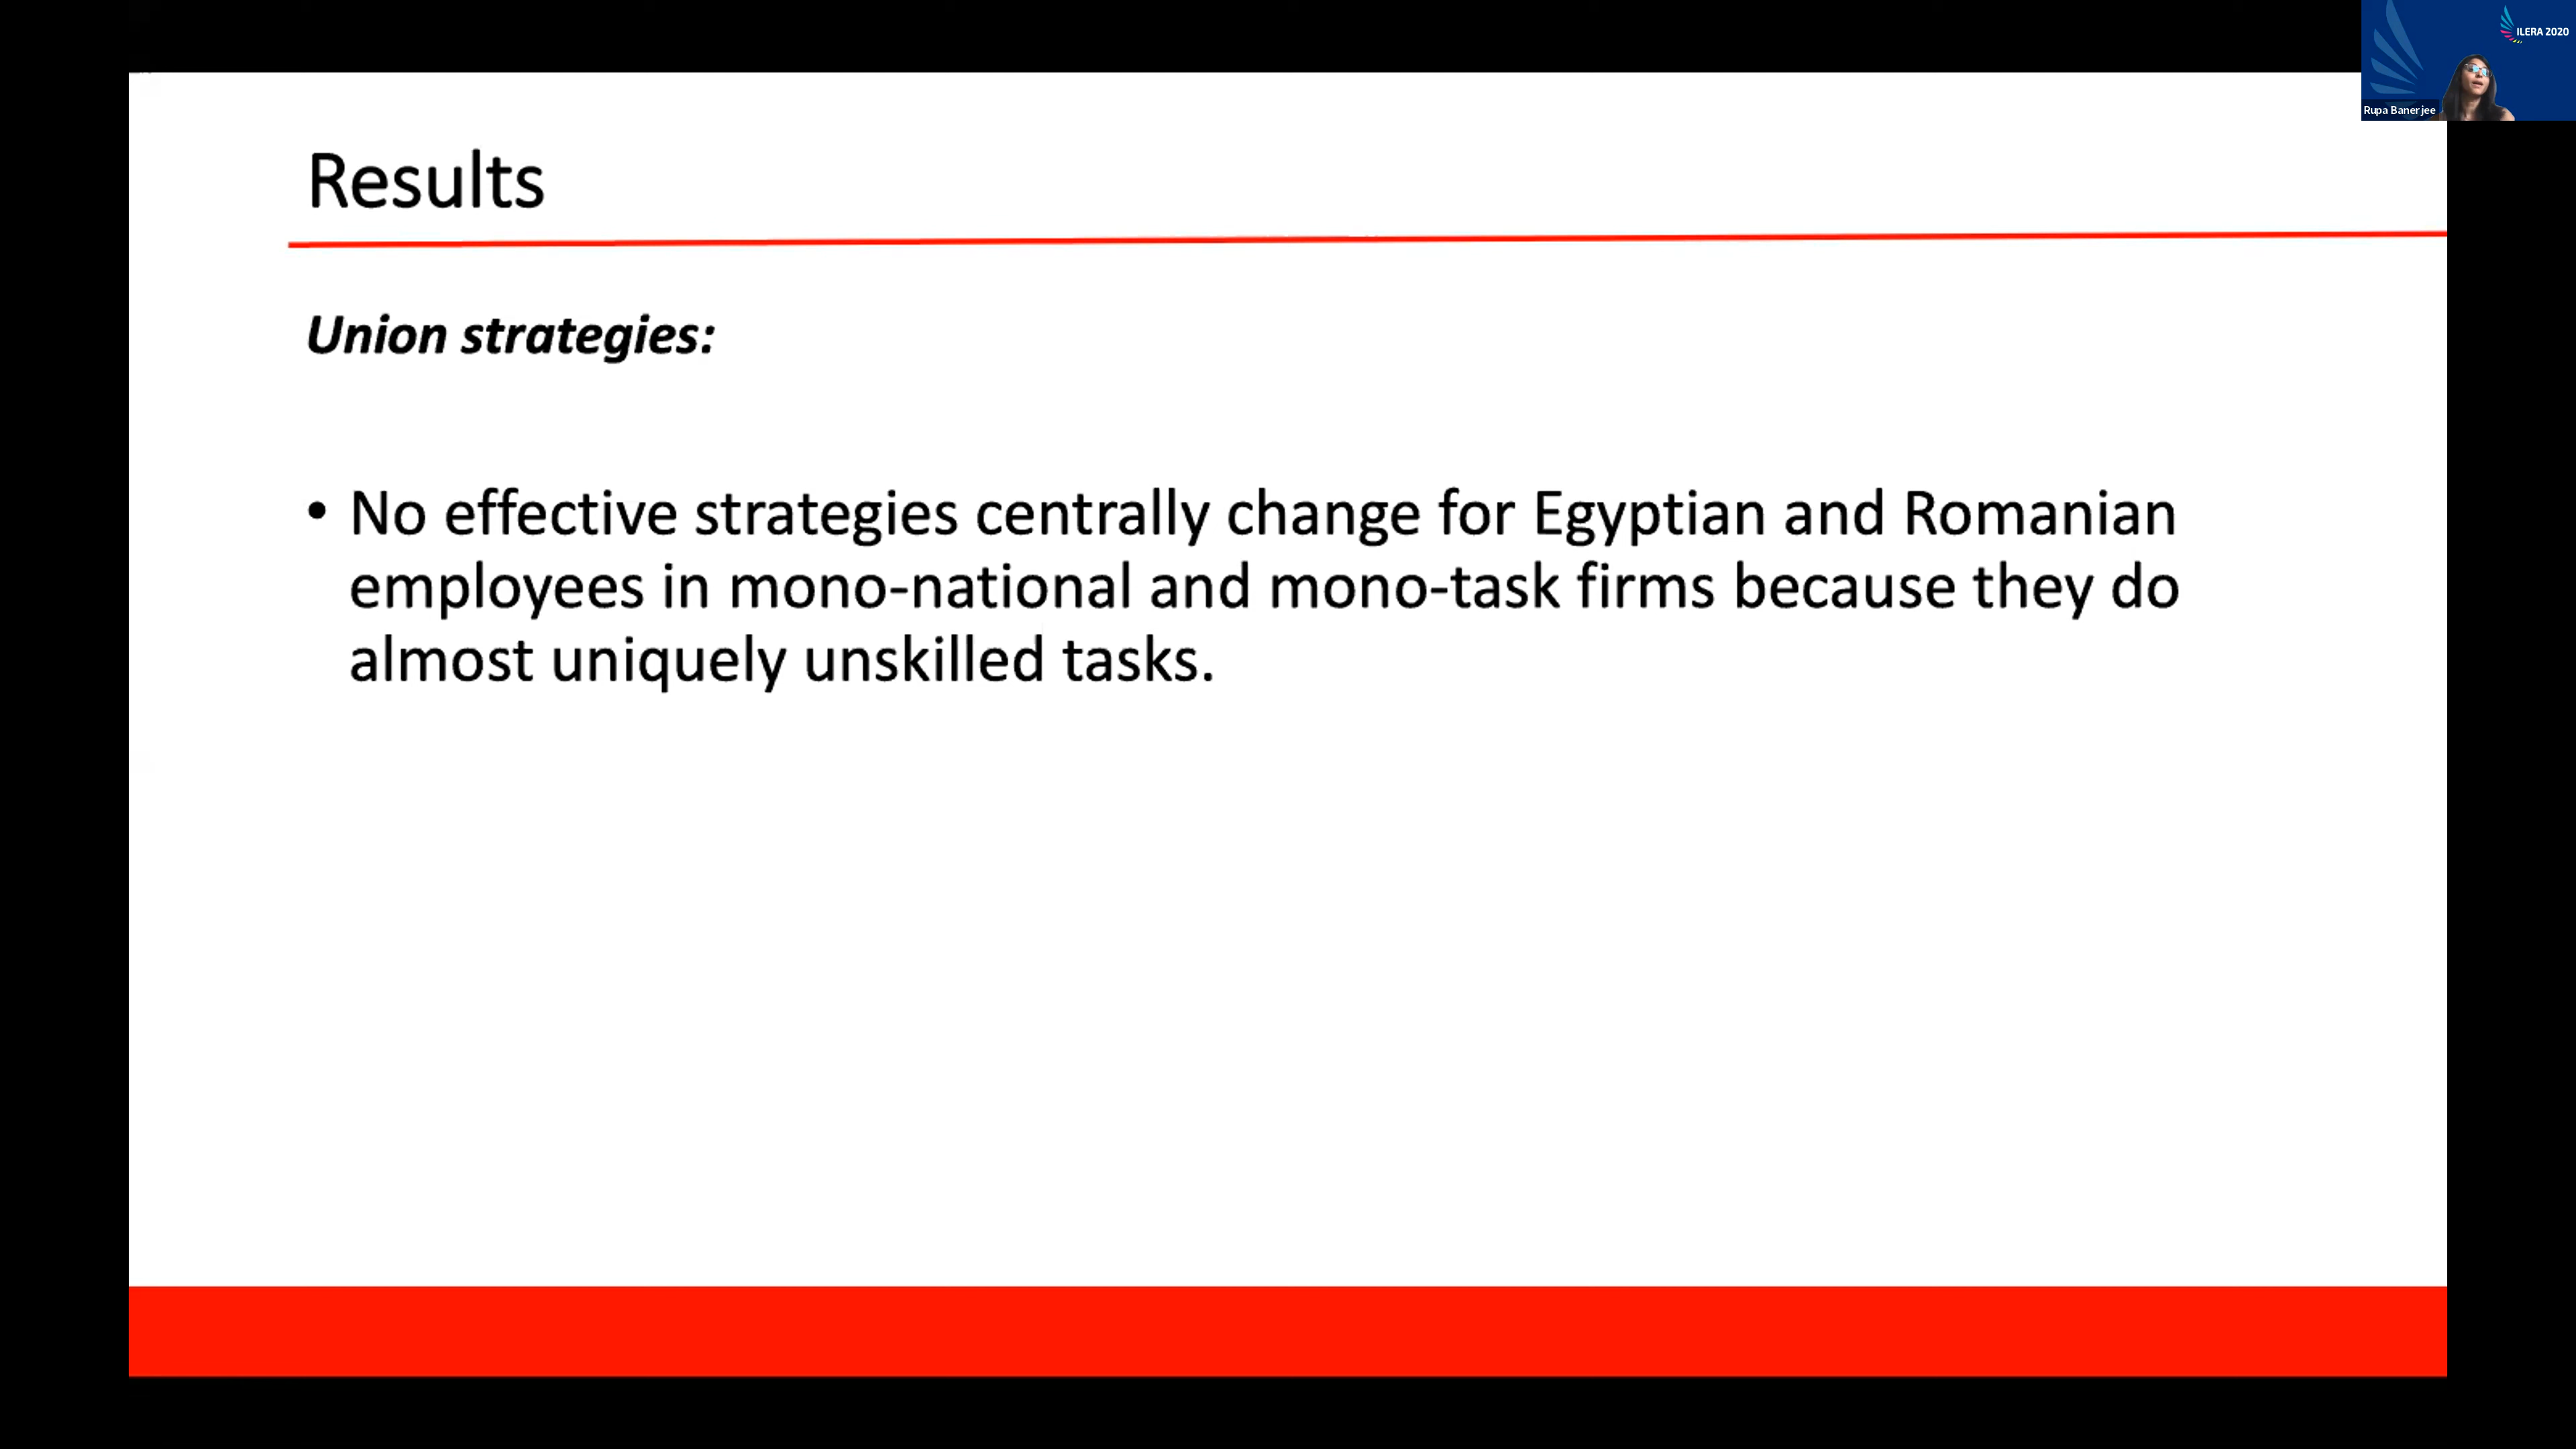 ILERA 2020
Rupa Banerjee
Results
Union strategies:
• No effective strategies centrally change for Egyptian and Romanian
employees in mono-national and mono-task firms because they do
almost uniquely unskilled tasks.